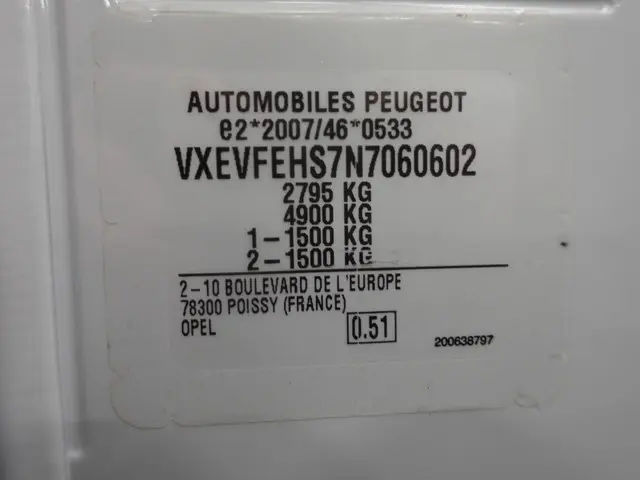 AUTOMOBILES PEUGEOT
e2*2007/46*0533
VXEVFEHS7N7060602
2795 KG
4900 KG
1-1500 KG
2-1500 KG
2-10 BOULEVARD DE L'EUROPE
78300 POISSY (FRANCE)
OPEL 0.51 200638797